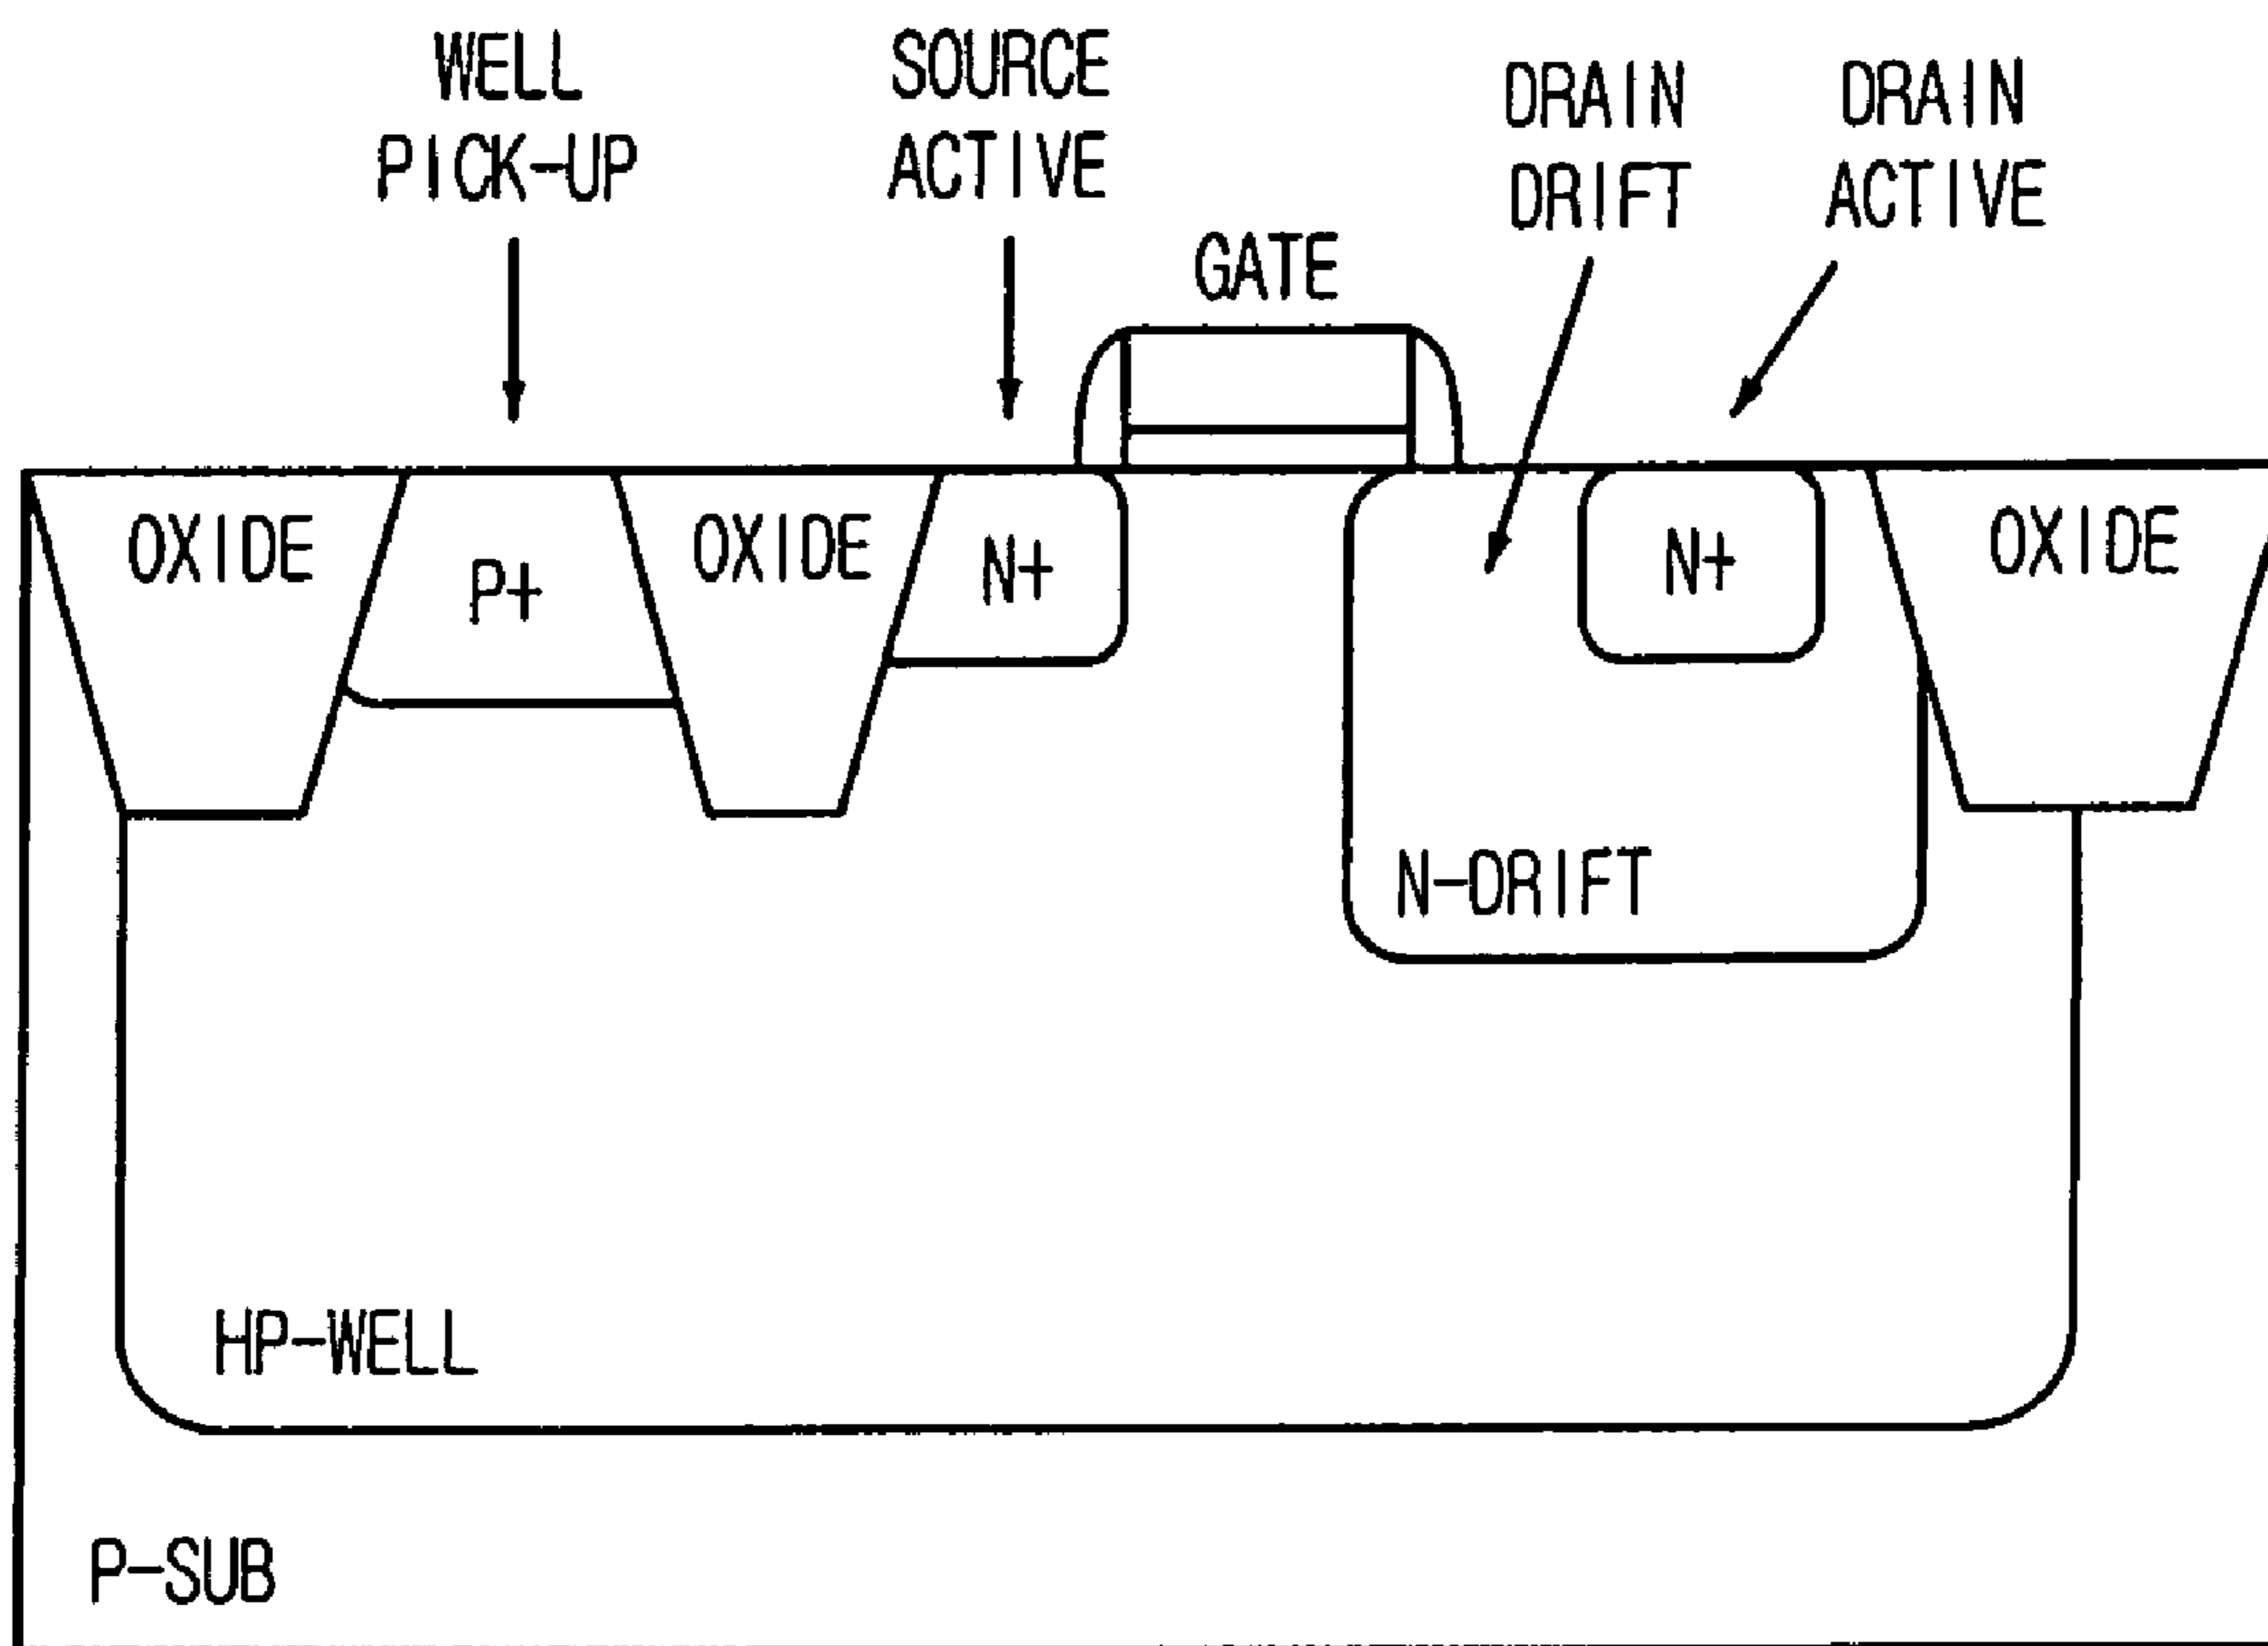 WELL
PICK-UP
SOURCE
ACTIVE
DRAIN
DRIFT
DRAIN
ACTIVE
GATE
OXIDE
P+
OXIDE
N+
N+
OXIDE
N-DRIFT
HP-WELL
P-SUB